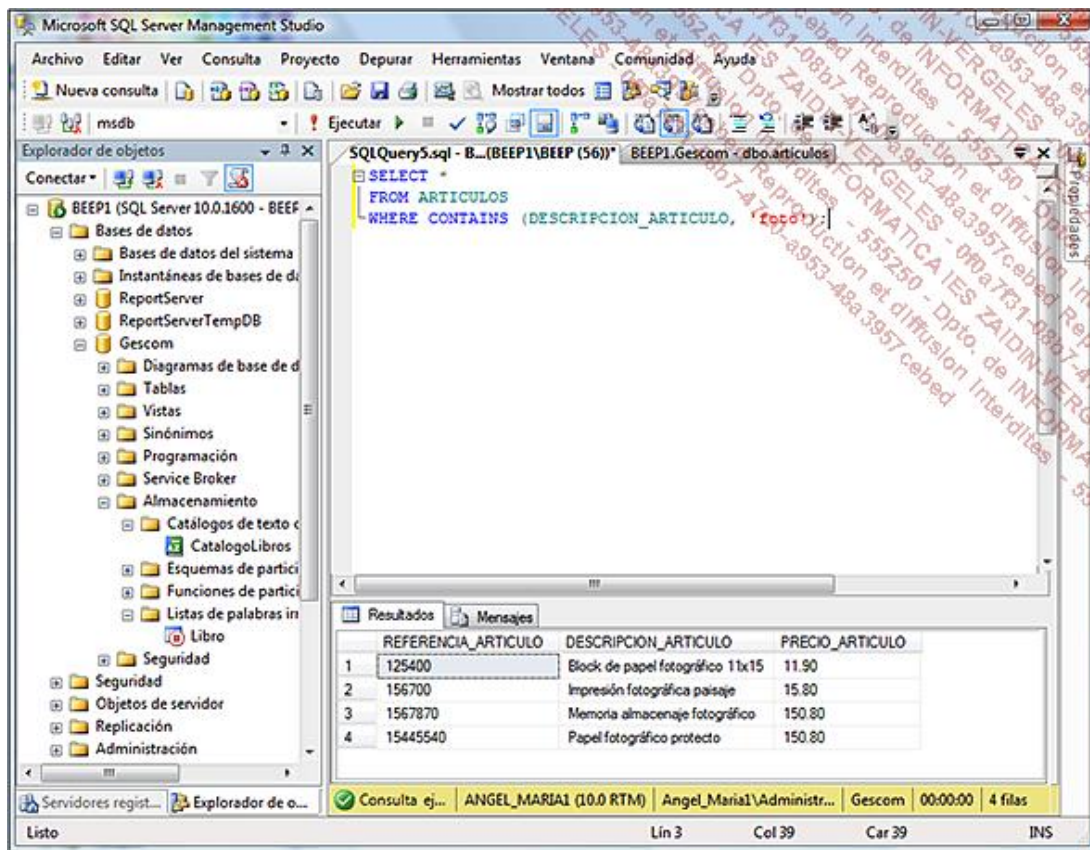 Microsoft SQL Server Management Studio
Archivo Editar Ver Consulta Proyecto Depurar Herramientas Ventana Comunidad Ayuda
Nueva consulta Mostrar todos
msdb Ejecutar
Explorador de objetos
SQLQuery5.sql - B...(BEEP1\BEEP (56))* BEEP1.Gescom - dbo.articulos
Conectar
SELECT *
FROM ARTICULOS
WHERE CONTAINS (DESCRIPCION_ARTICULO, 'foto');
Propiedades
BEEP1 (SQL Server 10.0.1600 - BEEF
Bases de datos
Bases de datos del sistema
Instantáneas de bases de da
ReportServer
ReportServerTempDB
Gescom
Diagramas de base de d
Tablas
Vistas
Sinónimos
Programación
Service Broker
Almacenamiento
Catálogos de texto c
CatalogoLibros
Esquemas de partici
Funciones de partici
Listas de palabras irr
Libro
Seguridad
Seguridad
Objetos de servidor
Replicación
Administración
Servidores regist... Explorador de o...
Resultados Mensajes
REFERENCIA_ARTICULO DESCRIPCION_ARTICULO PRECIO_ARTICULO
1 125400 Block de papel fotográfico 11x15 11.90
2 156700 Impresión fotográfica paisaje 15.80
3 1567870 Memoria almacenaje fotográfico 150.80
4 15445540 Papel fotográfico protecto 150.80
Consulta ej... ANGEL_MARIA1 (10.0 RTM) Angel_Maria1\Administr... Gescom 00:00:00 4 filas
Listo Lín 3 Col 39 Car 39 INS